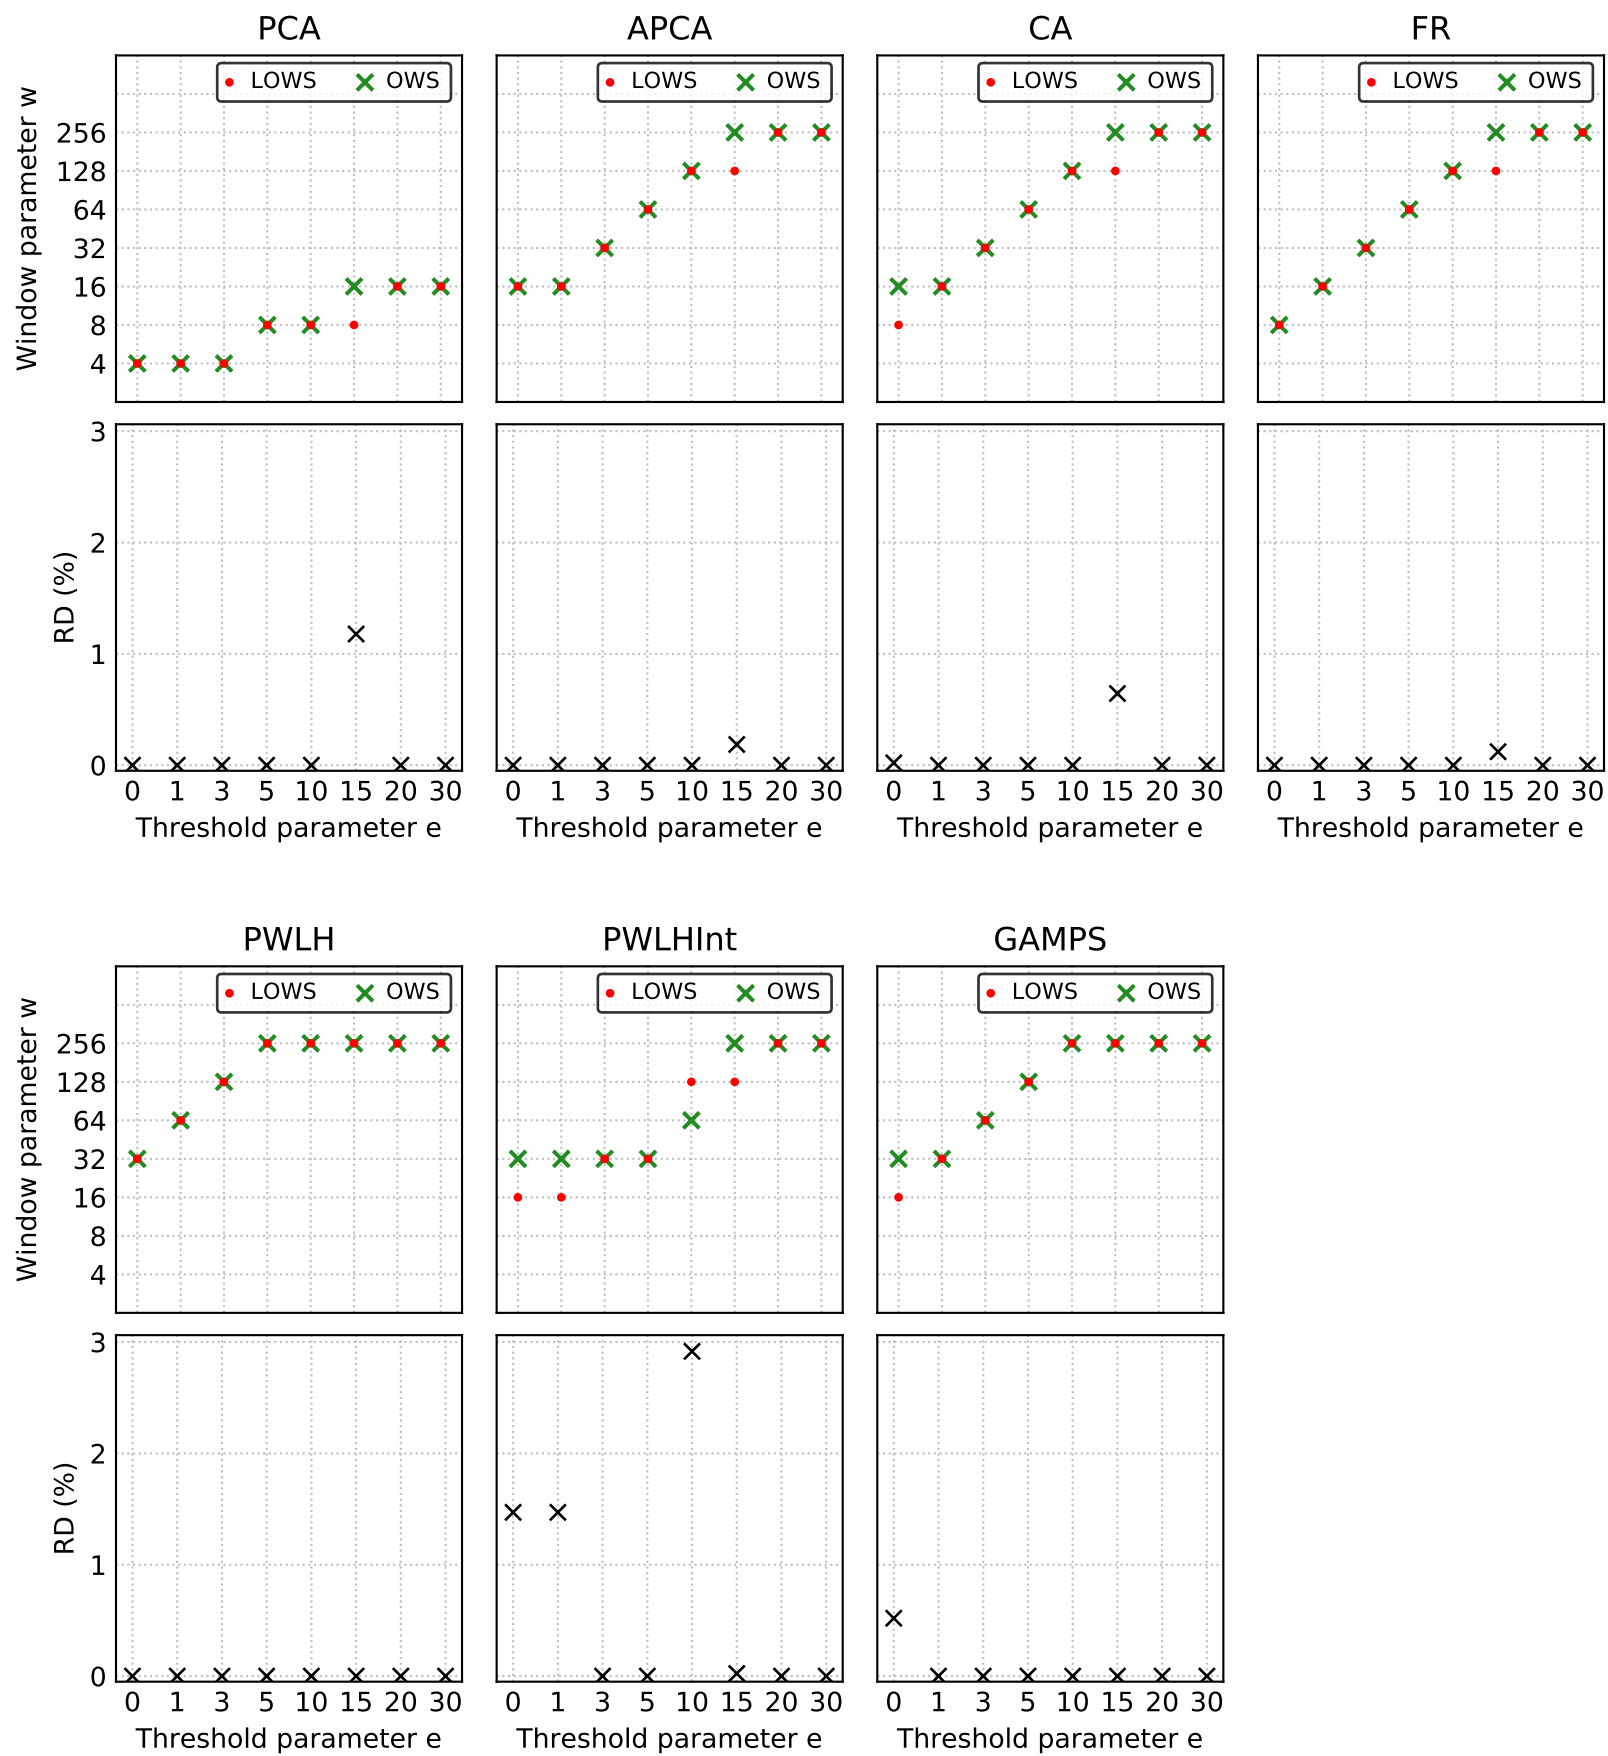 PCA APCA CA FR
LOWS OWS LOWS OWS LOWS OWS LOWS OWS
Window parameter w
256
128
64
32
16
8
4
RD (%)
3
2
1
0
0 1 3 5 10 15 20 30 0 1 3 5 10 15 20 30 0 1 3 5 10 15 20 30 0 1 3 5 10 15 20 30
Threshold parameter e Threshold parameter e Threshold parameter e Threshold parameter e
PWLH PWLHInt GAMPS
LOWS OWS LOWS OWS LOWS OWS
Window parameter w
256
128
64
32
16
8
4
RD (%)
3
2
1
0
0 1 3 5 10 15 20 30 0 1 3 5 10 15 20 30 0 1 3 5 10 15 20 30
Threshold parameter e Threshold parameter e Threshold parameter e